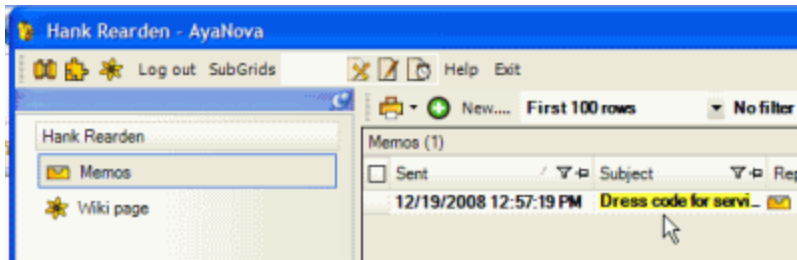 Hank Rearden - AyaNova
Log out SubGrids Help Exit
New.... First 100 rows No filter
Hank Rearden
Memos (1)
Memos
Sent Subject Rep
Wiki page
12/19/2008 12:57:19 PM Dress code for servi...